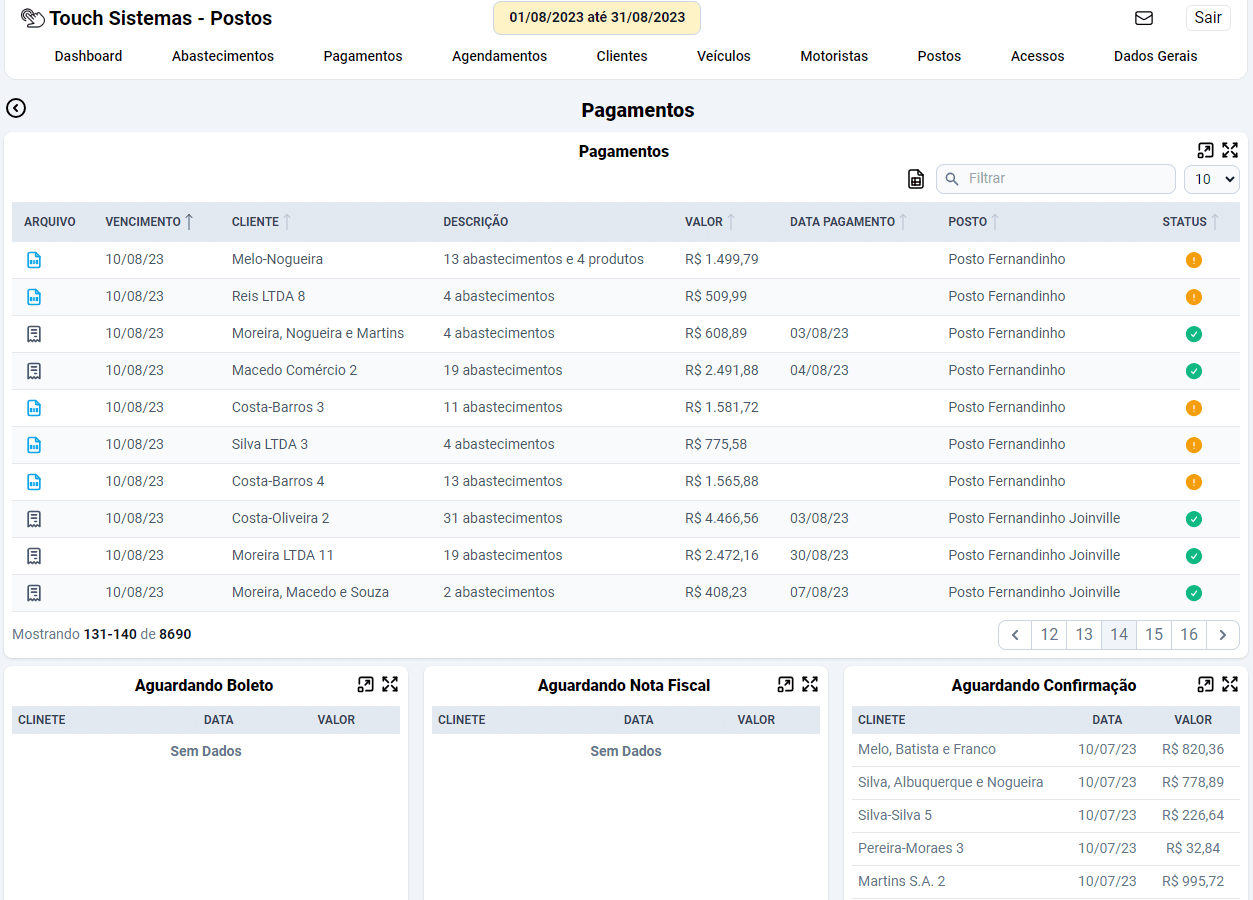 Touch Sistemas - Postos
01/08/2023 até 31/08/2023
Sair
Dashboard Abastecimentos Pagamentos Agendamentos Clientes Veículos Motoristas Postos Acessos Dados Gerais
Pagamentos
Pagamentos
Filtrar 10
ARQUIVO VENCIMENTO CLIENTE DESCRIÇÃO VALOR DATA PAGAMENTO POSTO STATUS
10/08/23 Melo-Nogueira 13 abastecimentos e 4 produtos R$ 1.499,79 Posto Fernandinho
10/08/23 Reis LTDA 8 4 abastecimentos R$ 509,99 Posto Fernandinho
10/08/23 Moreira, Nogueira e Martins 4 abastecimentos R$ 608,89 03/08/23 Posto Fernandinho
10/08/23 Macedo Comércio 2 19 abastecimentos R$ 2.491,88 04/08/23 Posto Fernandinho
10/08/23 Costa-Barros 3 11 abastecimentos R$ 1.581,72 Posto Fernandinho
10/08/23 Silva LTDA 3 4 abastecimentos R$ 775,58 Posto Fernandinho
10/08/23 Costa-Barros 4 13 abastecimentos R$ 1.565,88 Posto Fernandinho
10/08/23 Costa-Oliveira 2 31 abastecimentos R$ 4.466,56 03/08/23 Posto Fernandinho Joinville
10/08/23 Moreira LTDA 11 19 abastecimentos R$ 2.472,16 30/08/23 Posto Fernandinho Joinville
10/08/23 Moreira, Macedo e Souza 2 abastecimentos R$ 408,23 07/08/23 Posto Fernandinho Joinville
Mostrando 131-140 de 8690
12 13 14 15 16
Aguardando Boleto
CLINETE DATA VALOR
Sem Dados
Aguardando Nota Fiscal
CLINETE DATA VALOR
Sem Dados
Aguardando Confirmação
CLINETE DATA VALOR
Melo, Batista e Franco 10/07/23 R$ 820,36
Silva, Albuquerque e Nogueira 10/07/23 R$ 778,89
Silva-Silva 5 10/07/23 R$ 226,64
Pereira-Moraes 3 10/07/23 R$ 32,84
Martins S.A. 2 10/07/23 R$ 995,72